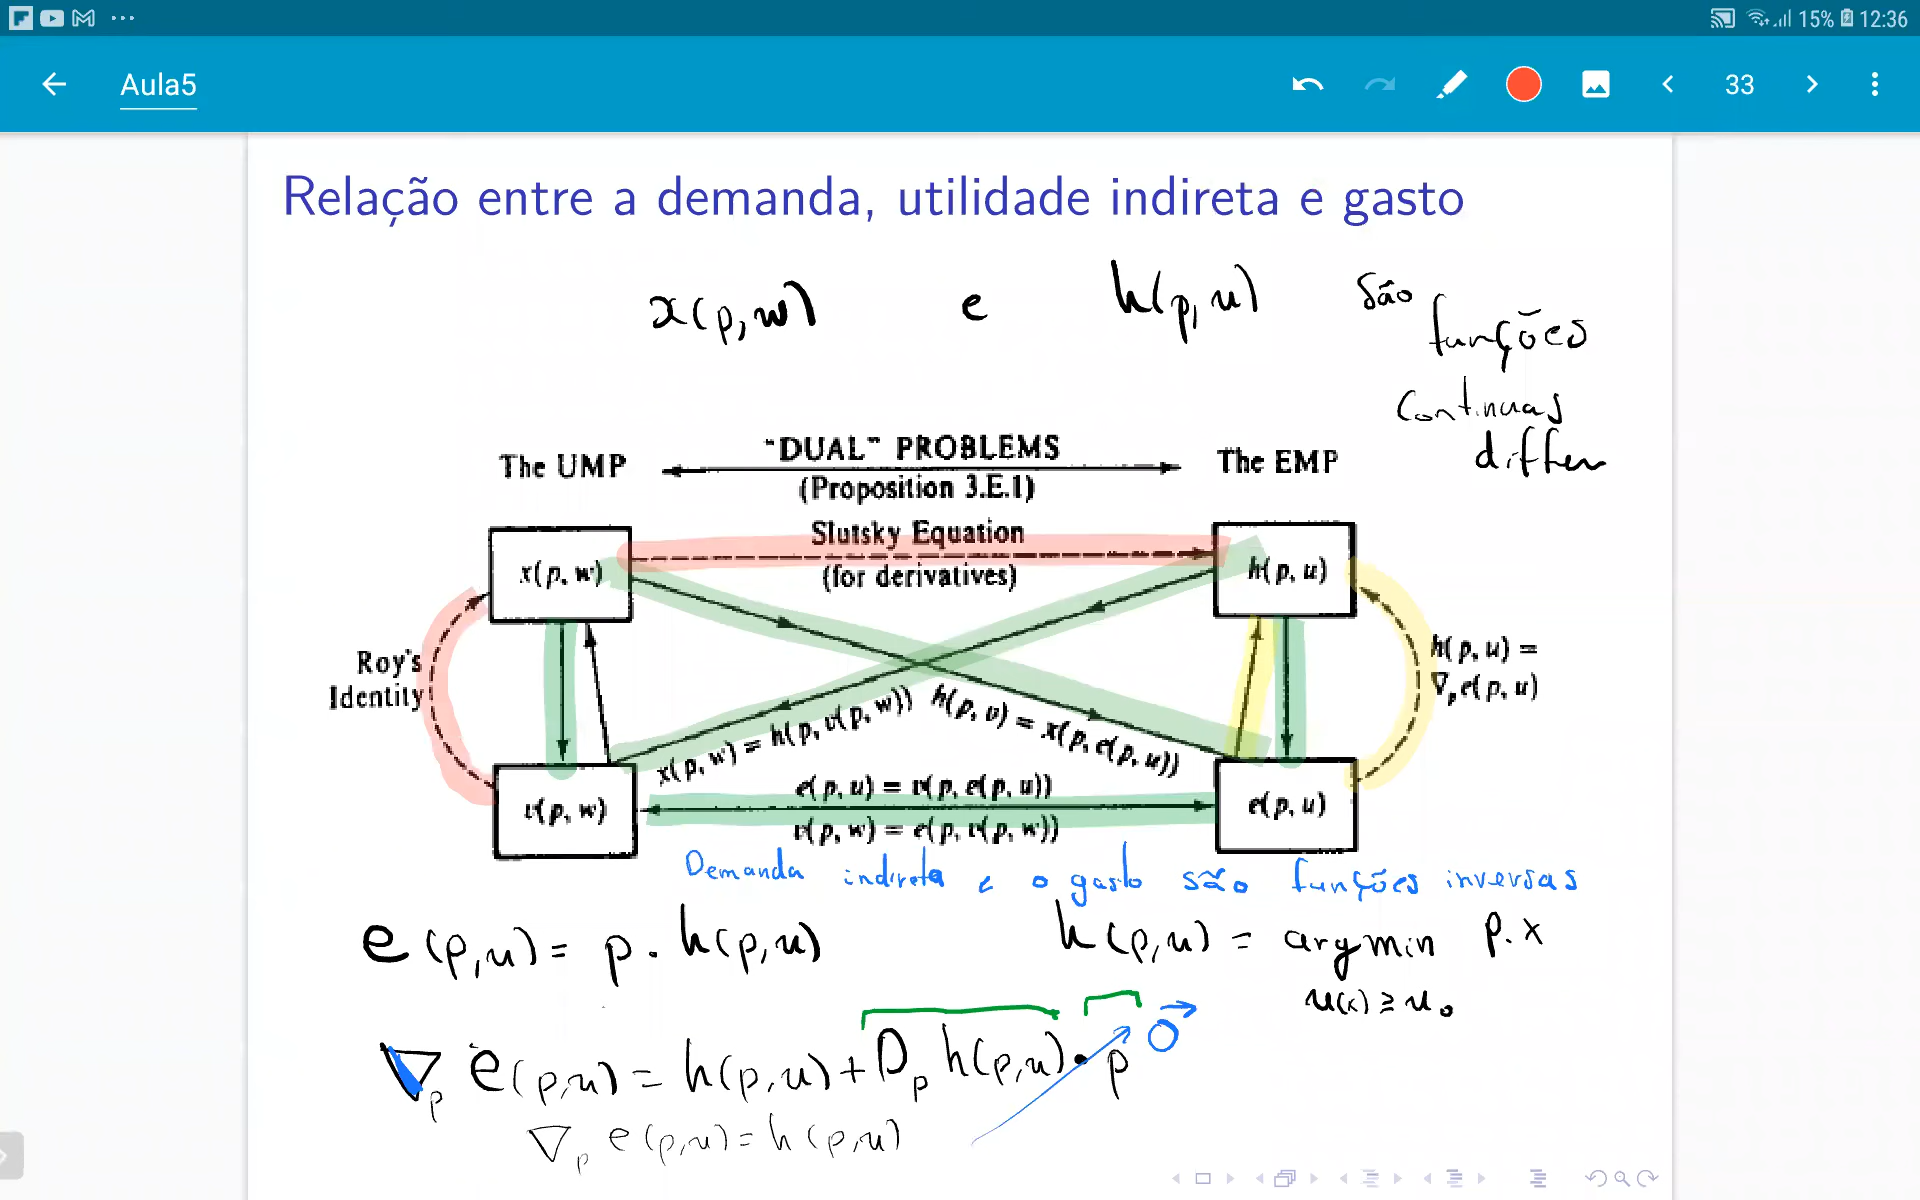 15% 12:36
Aula5
33
Relação entre a demanda, utilidade indireta e gasto
x(p,w) e h(p,u) são
funções
continuas
differ
"DUAL" PROBLEMS
The UMP
The EMP
(Proposition 3.E.1)
Slutsky Equation
(for derivatives)
x(p, w)
h(p, u)
Roy's
Identity
h(p, u) =
∇ₚe(p, u)
x(p, w) = h(p, v(p, w))
h(p, u) = x(p, e(p, u))
e(p, u) = v(p, e(p, u))
v(p, w)
e(p, u)
v(p, w) = e(p, v(p, w))
Demanda indireta e o gasto são funções inversas
e(p,u) = p · h(p,u)
h(p,u) = argmin p.x
u(x) ≥ u₀
0
∇ₚ e(p,u) = h(p,u) + Dₚ h(p,u) · p
∇ₚ e(p,u) = h(p,u)